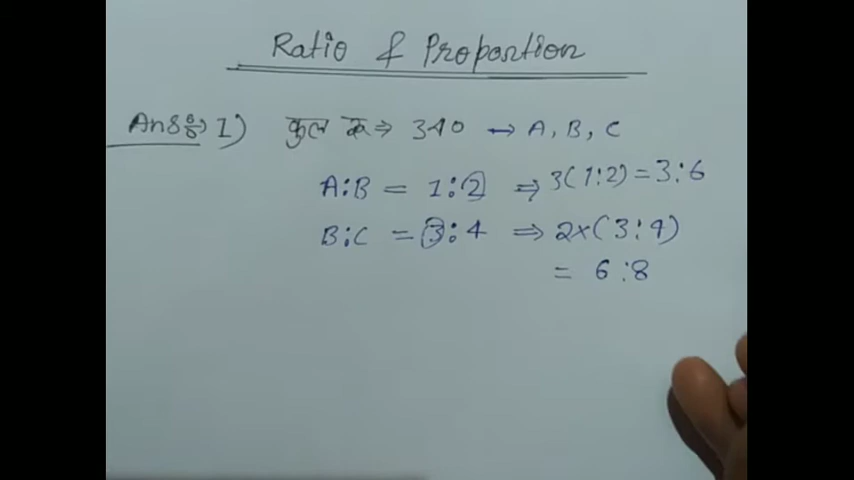 Ratio & Proportion
Ans:→ 1) कुल रू ⇒ 340 ↔ A, B, C
A:B = 1:2 ⇒ 3(1:2) = 3:6
B:C = 3:4 ⇒ 2×(3:4)
= 6:8